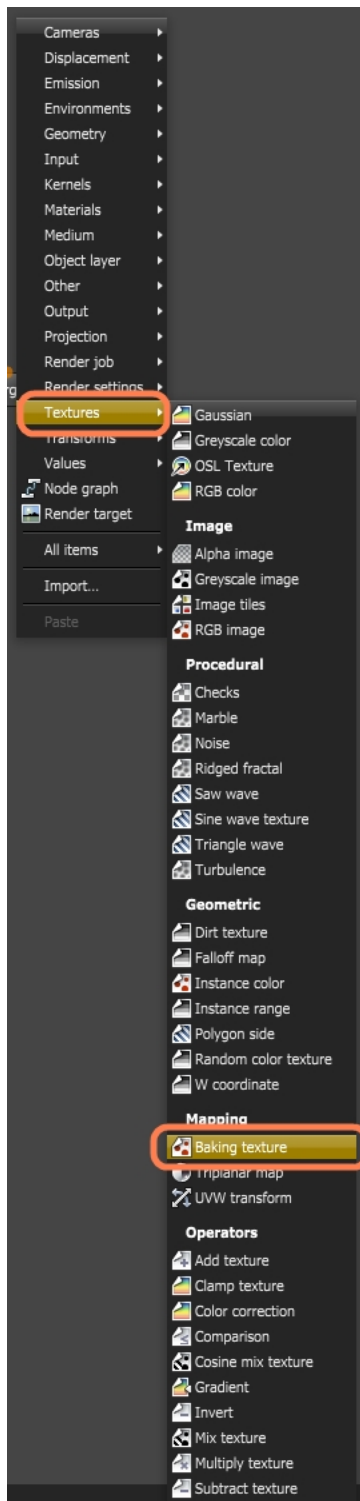 Cameras
Displacement
Emission
Environments
Geometry
Input
Kernels
Materials
Medium
Object layer
Other
Output
Projection
Render job
Render settings
Textures
Transforms
Values
Node graph
Render target
All items
Import...
Paste
rg
Gaussian
Greyscale color
OSL Texture
RGB color
Image
Alpha image
Greyscale image
Image tiles
RGB image
Procedural
Checks
Marble
Noise
Ridged fractal
Saw wave
Sine wave texture
Triangle wave
Turbulence
Geometric
Dirt texture
Falloff map
Instance color
Instance range
Polygon side
Random color texture
W coordinate
Mapping
Baking texture
Triplanar map
UVW transform
Operators
Add texture
Clamp texture
Color correction
Comparison
Cosine mix texture
Gradient
Invert
Mix texture
Multiply texture
Subtract texture